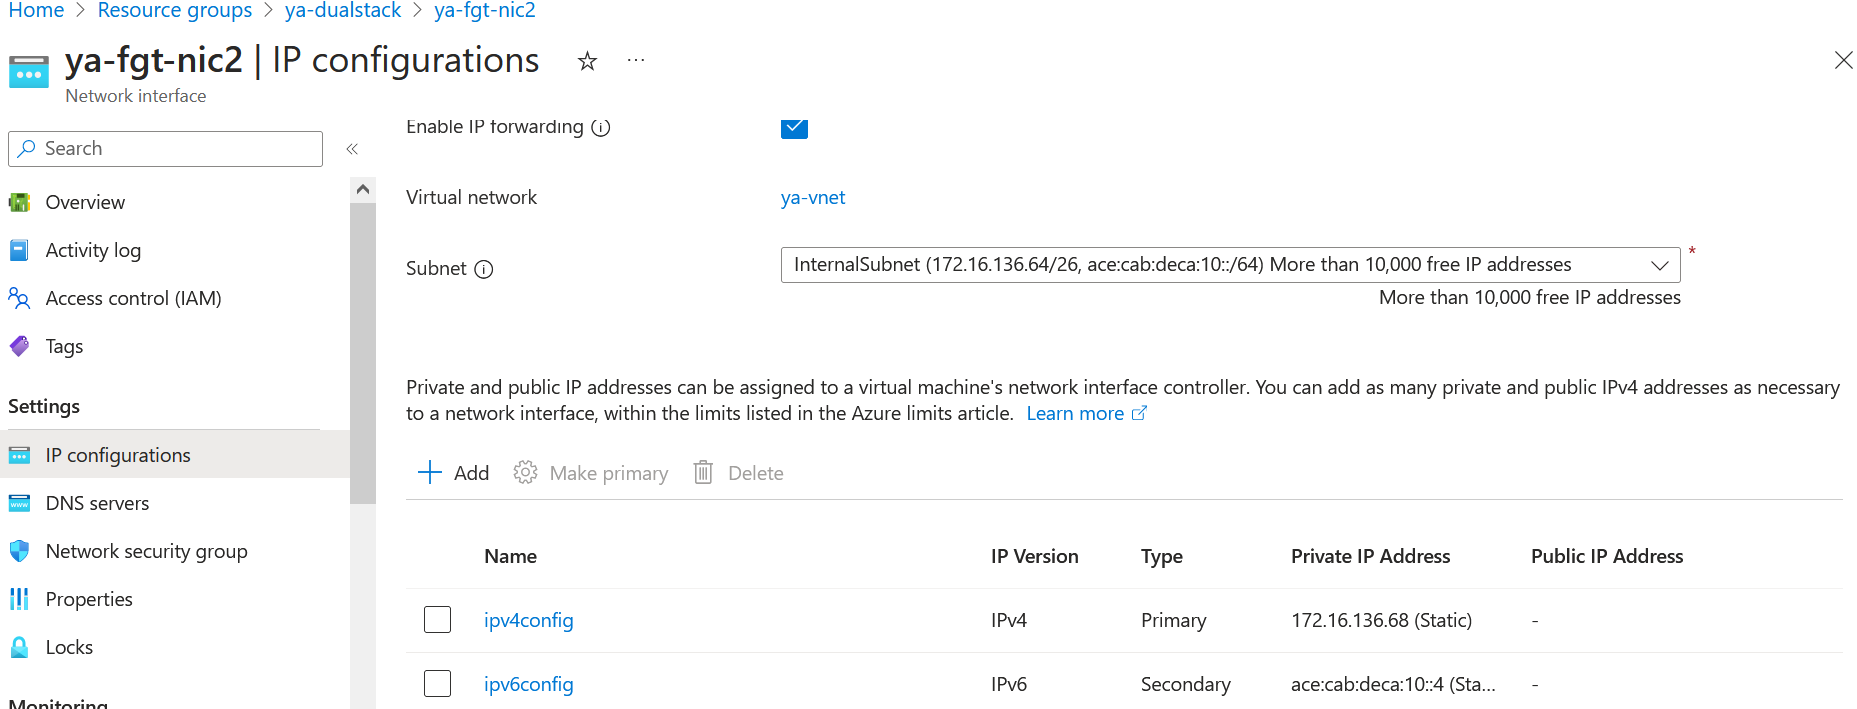 Home > Resource groups > ya-dualstack > ya-fgt-nic2
ya-fgt-nic2 | IP configurations
Network interface
Search
Overview
Activity log
Access control (IAM)
Tags
Settings
IP configurations
DNS servers
Network security group
Properties
Locks
Monitoring
Enable IP forwarding
Virtual network ya-vnet
Subnet InternalSubnet (172.16.136.64/26, ace:cab:deca:10::/64) More than 10,000 free IP addresses *
More than 10,000 free IP addresses
Private and public IP addresses can be assigned to a virtual machine's network interface controller. You can add as many private and public IPv4 addresses as necessary
to a network interface, within the limits listed in the Azure limits article. Learn more
Add Make primary Delete
Name IP Version Type Private IP Address Public IP Address
ipv4config IPv4 Primary 172.16.136.68 (Static) -
ipv6config IPv6 Secondary ace:cab:deca:10::4 (Sta... -